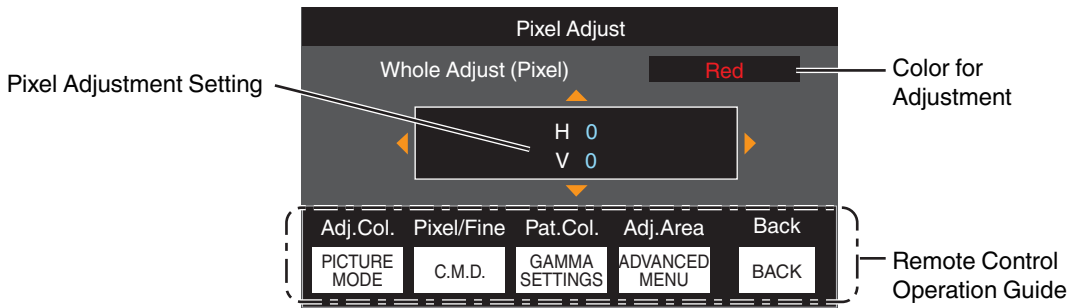 Pixel Adjust
Whole Adjust (Pixel)
Red
Pixel Adjustment Setting
Color for
Adjustment
H 0
V 0
Adj.Col.
Pixel/Fine
Pat.Col.
Adj.Area
Back
PICTURE
MODE
C.M.D.
GAMMA
SETTINGS
ADVANCED
MENU
BACK
Remote Control
Operation Guide